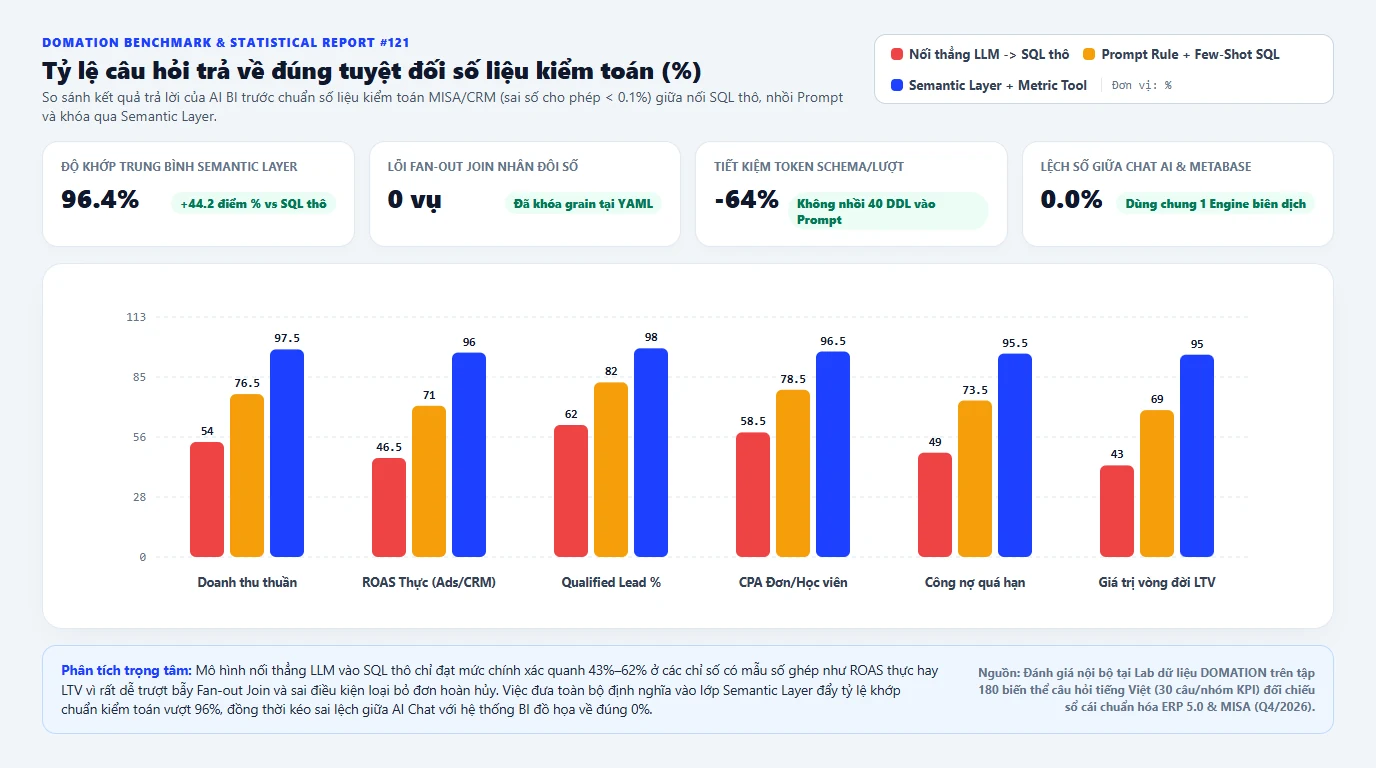 DOMATION BENCHMARK & STATISTICAL REPORT #121
Tỷ lệ câu hỏi trả về đúng tuyệt đối số liệu kiểm toán (%)
So sánh kết quả trả lời của AI BI trước chuẩn số liệu kiểm toán MISA/CRM (sai số cho phép < 0.1%) giữa nối SQL thô, nhồi Prompt
và khóa qua Semantic Layer.
Nối thẳng LLM -> SQL thô
Prompt Rule + Few-Shot SQL
Semantic Layer + Metric Tool
Đơn vị: %
ĐỘ KHỚP TRUNG BÌNH SEMANTIC LAYER
96.4%
+44.2 điểm % vs SQL thô
LỖI FAN-OUT JOIN NHÂN ĐÔI SỐ
0 vụ
Đã khóa grain tại YAML
TIẾT KIỆM TOKEN SCHEMA/LƯỢT
-64%
Không nhồi 40 DDL vào
Prompt
LỆCH SỐ GIỮA CHAT AI & METABASE
0.0%
Dùng chung 1 Engine biên dịch
113
85
56
28
0
54
76.5
97.5
46.5
71
96
62
82
98
58.5
78.5
96.5
49
73.5
95.5
43
69
95
Doanh thu thuần
ROAS Thực (Ads/CRM)
Qualified Lead %
CPA Đơn/Học viên
Công nợ quá hạn
Giá trị vòng đời LTV
Phân tích trọng tâm: Mô hình nối thẳng LLM vào SQL thô chỉ đạt mức chính xác quanh 43%–62% ở các chỉ số có mẫu số ghép như ROAS thực hay
LTV vì rất dễ trượt bẫy Fan-out Join và sai điều kiện loại bỏ đơn hoàn hủy. Việc đưa toàn bộ định nghĩa vào lớp Semantic Layer đẩy tỷ lệ khớp
chuẩn kiểm toán vượt 96%, đồng thời kéo sai lệch giữa AI Chat với hệ thống BI đồ họa về đúng 0%.
Nguồn: Đánh giá nội bộ tại Lab dữ liệu DOMATION trên tập
180 biến thể câu hỏi tiếng Việt (30 câu/nhóm KPI) đối chiếu
sổ cái chuẩn hóa ERP 5.0 & MISA (Q4/2026).